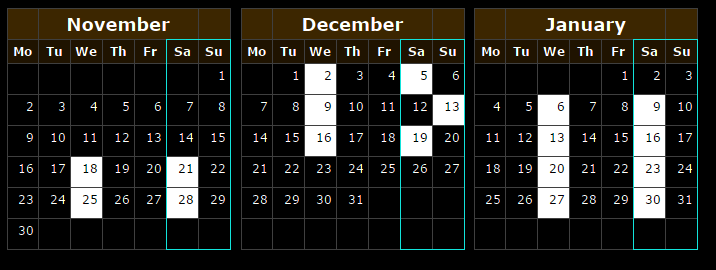 November December January
Mo Tu We Th Fr Sa Su Mo Tu We Th Fr Sa Su Mo Tu We Th Fr Sa Su
1 1 2 3 4 5 6 1 2 3
2 3 4 5 6 7 8 7 8 9 10 11 12 13 4 5 6 7 8 9 10
9 10 11 12 13 14 15 14 15 16 17 18 19 20 11 12 13 14 15 16 17
16 17 18 19 20 21 22 21 22 23 24 25 26 27 18 19 20 21 22 23 24
23 24 25 26 27 28 29 28 29 30 31 25 26 27 28 29 30 31
30